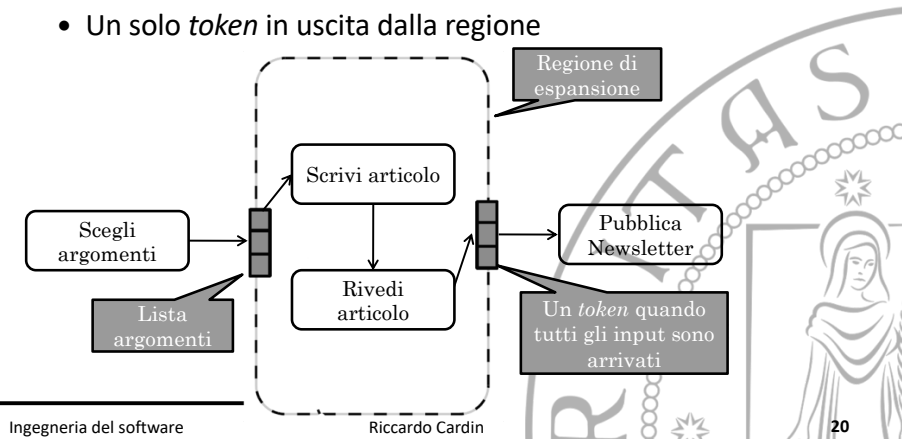 • Un solo token in uscita dalla regione
Regione di
espansione
Scrivi articolo
Scegli
argomenti
Pubblica
Newsletter
Rivedi
articolo
Lista
argomenti
Un token quando
tutti gli input sono
arrivati
ITAS
R
Ingegneria del software
Riccardo Cardin
20